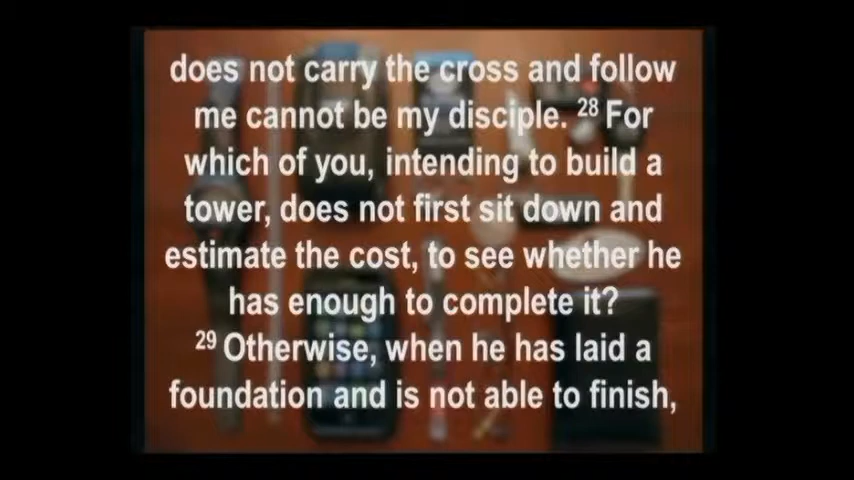 does not carry the cross and follow
me cannot be my disciple. 28 For
which of you, intending to build a
tower, does not first sit down and
estimate the cost, to see whether he
has enough to complete it?
29 Otherwise, when he has laid a
foundation and is not able to finish,